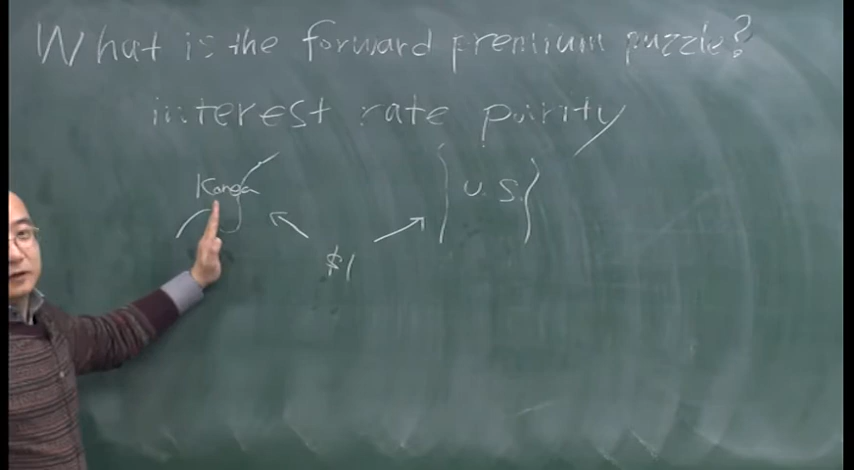 What is the forward premium puzzle?
interest rate parity
Kanga U.S.
$1